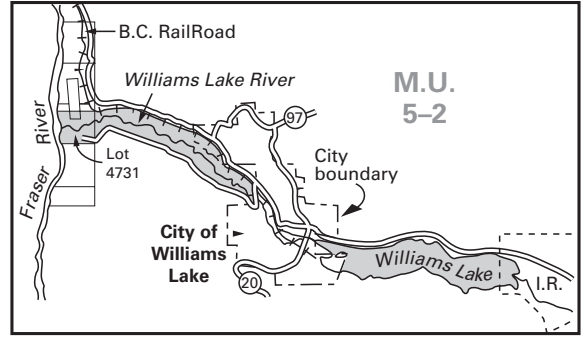 B.C. RailRoad
Williams Lake River
M.U.
5–2
97
River
Fraser
Lot
4731
City
boundary
City of
Williams
Lake
20
Williams Lake
I.R.